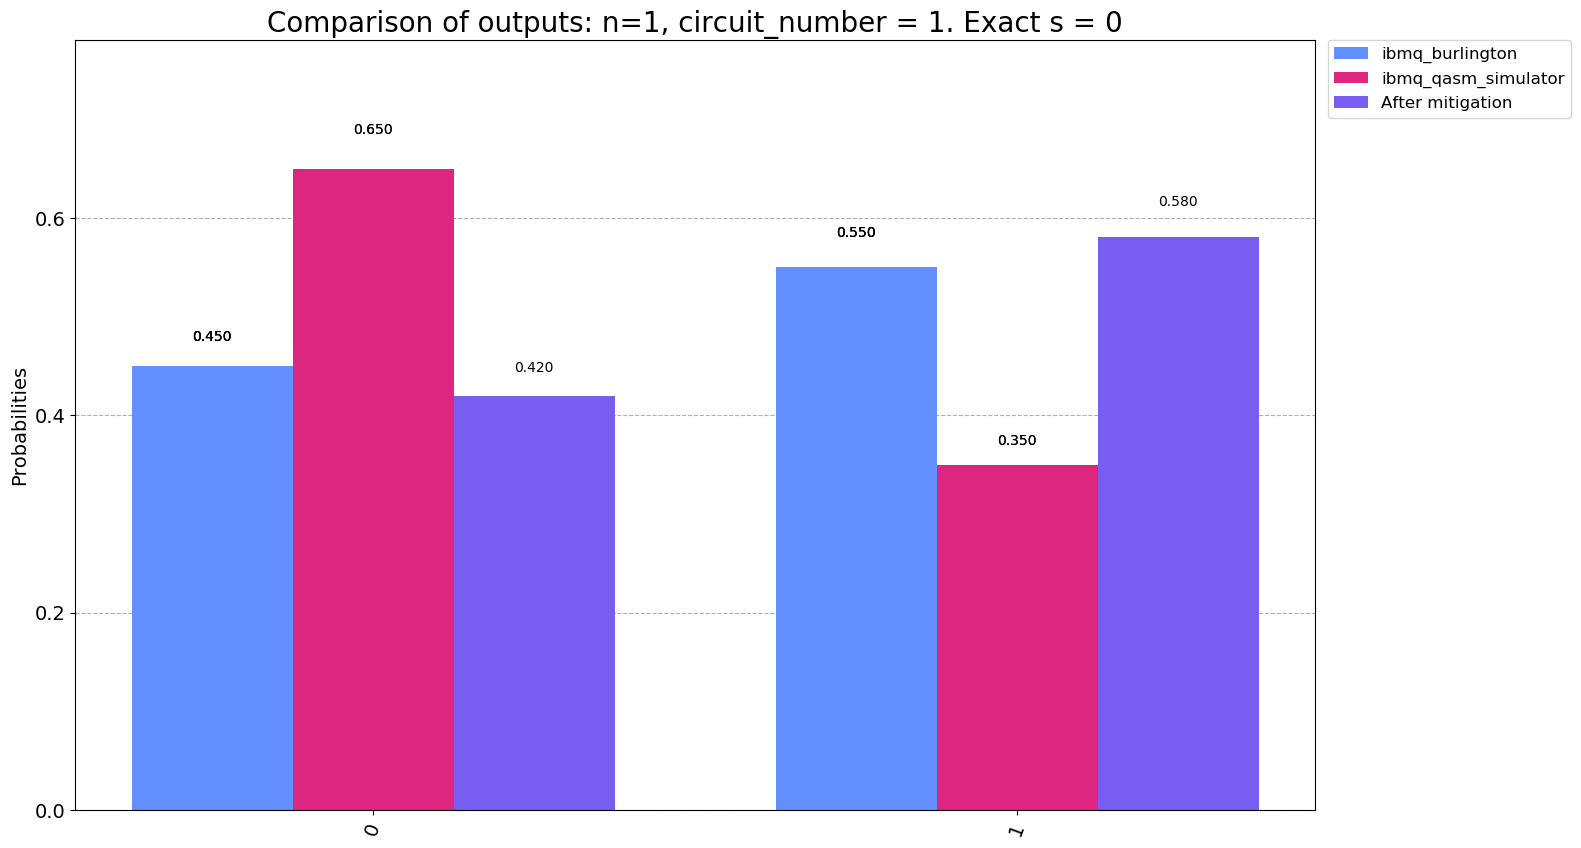 Comparison of outputs: n=1, circuit_number = 1. Exact s = 0
ibmq_burlington
ibmq_qasm_simulator
After mitigation
0.650
0.580
0.550
0.450
0.420
0.350
Probabilities
0.6
0.4
0.2
0.0
0
1